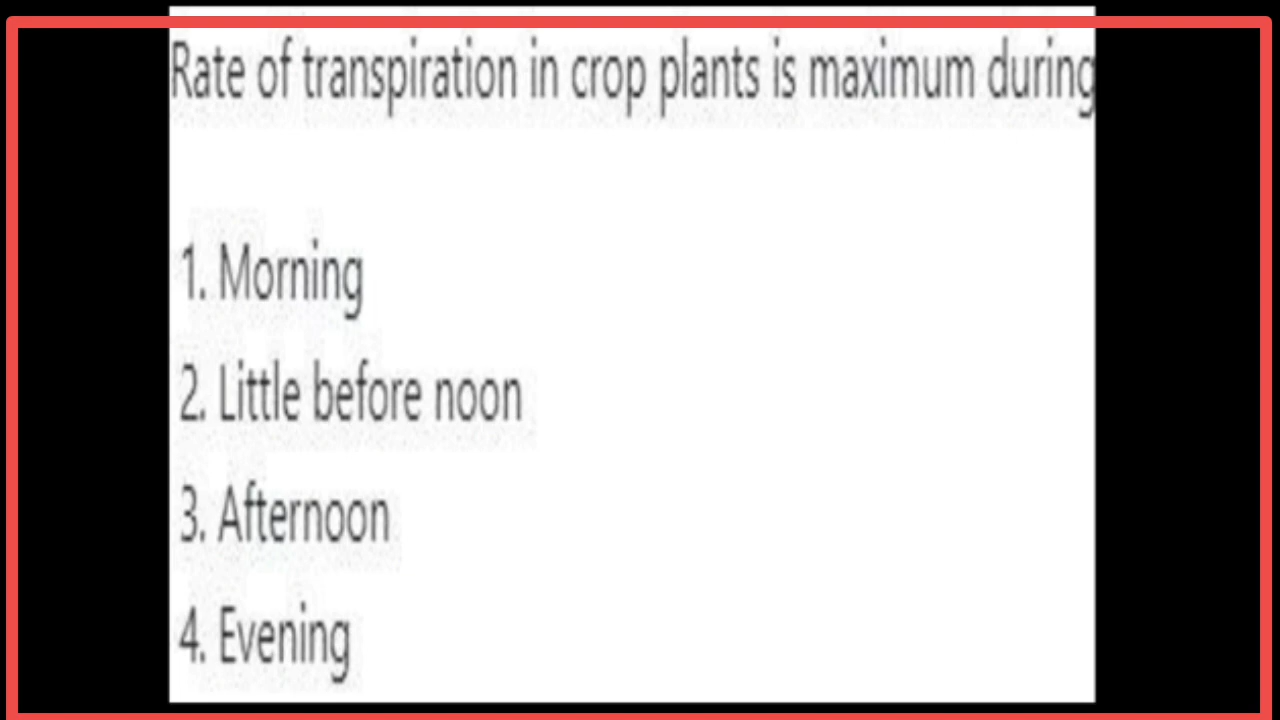 Rate of transpiration in crop plants is maximum during
1. Morning
2. Little before noon
3. Afternoon
4. Evening